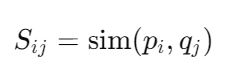 S_{ij} = sim(p_i, q_j)